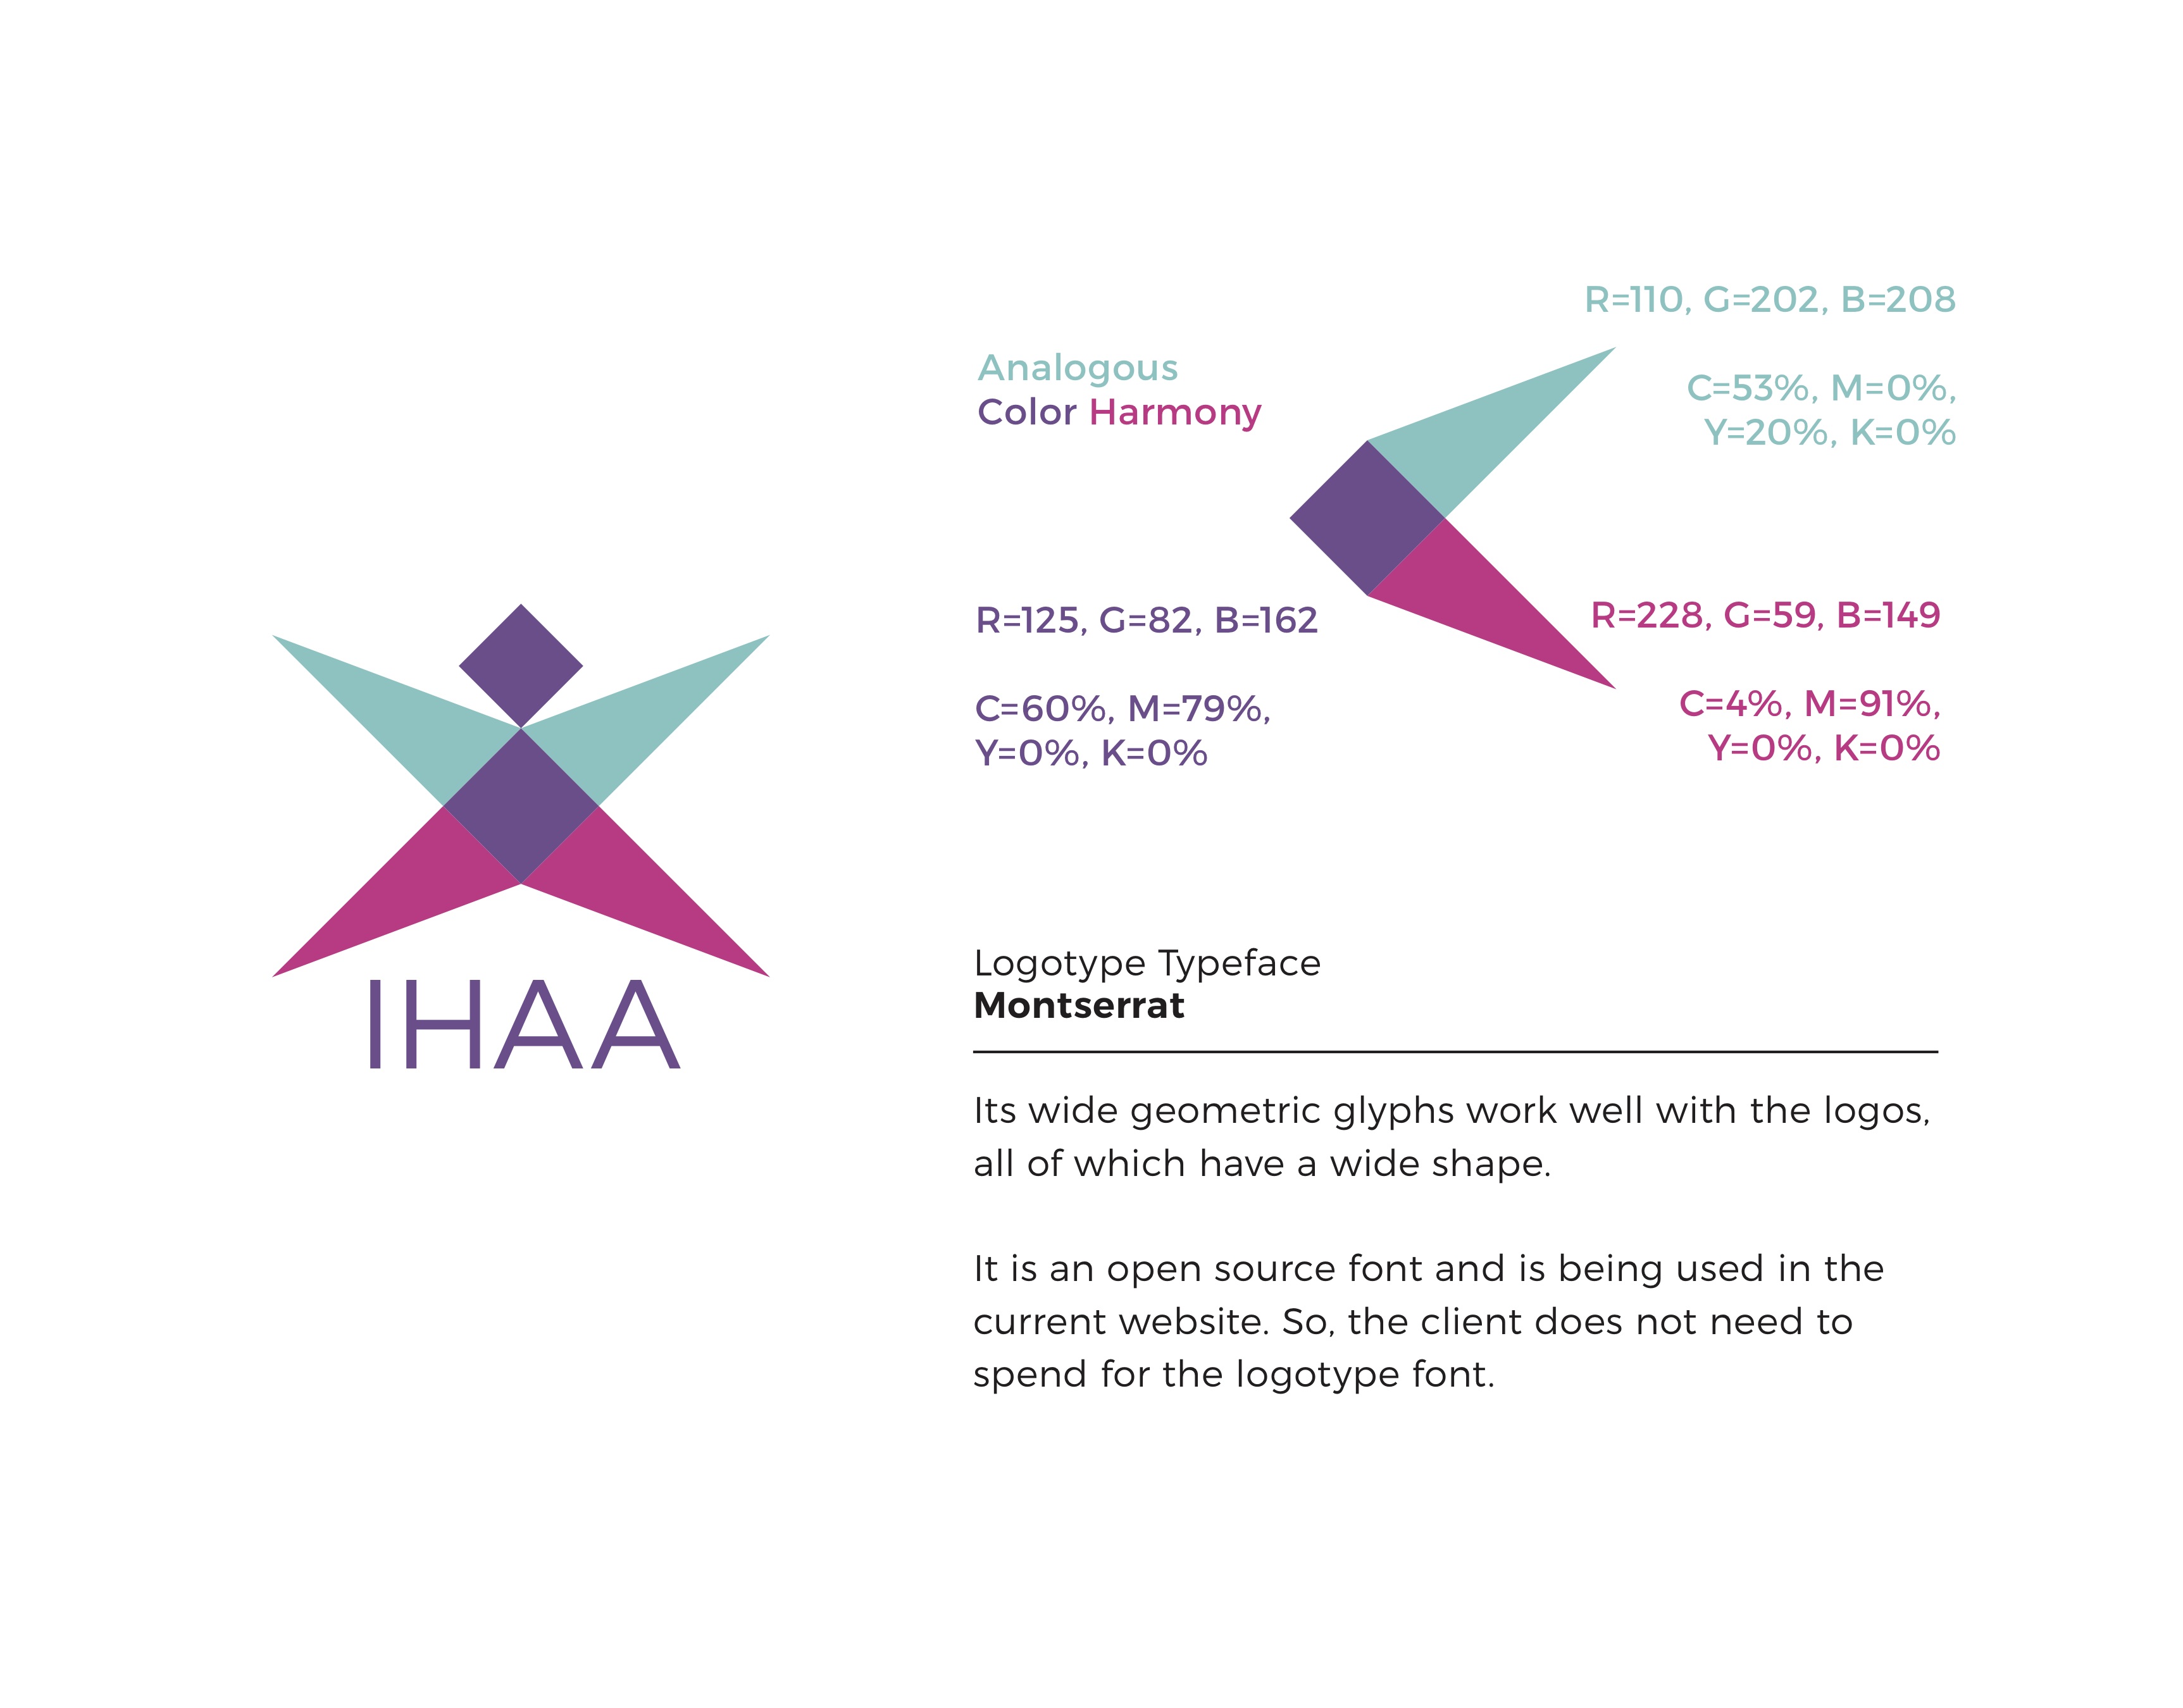 IHAA
Analogous
Color Harmony
R=110, G=202, B=208
C=53%, M=0%,
Y=20%, K=0%
R=125, G=82, B=162
C=60%, M=79%,
Y=0%, K=0%
R=228, G=59, B=149
C=4%, M=91%,
Y=0%, K=0%
Logotype Typeface
Montserrat
Its wide geometric glyphs work well with the logos,
all of which have a wide shape.
It is an open source font and is being used in the
current website. So, the client does not need to
spend for the logotype font.